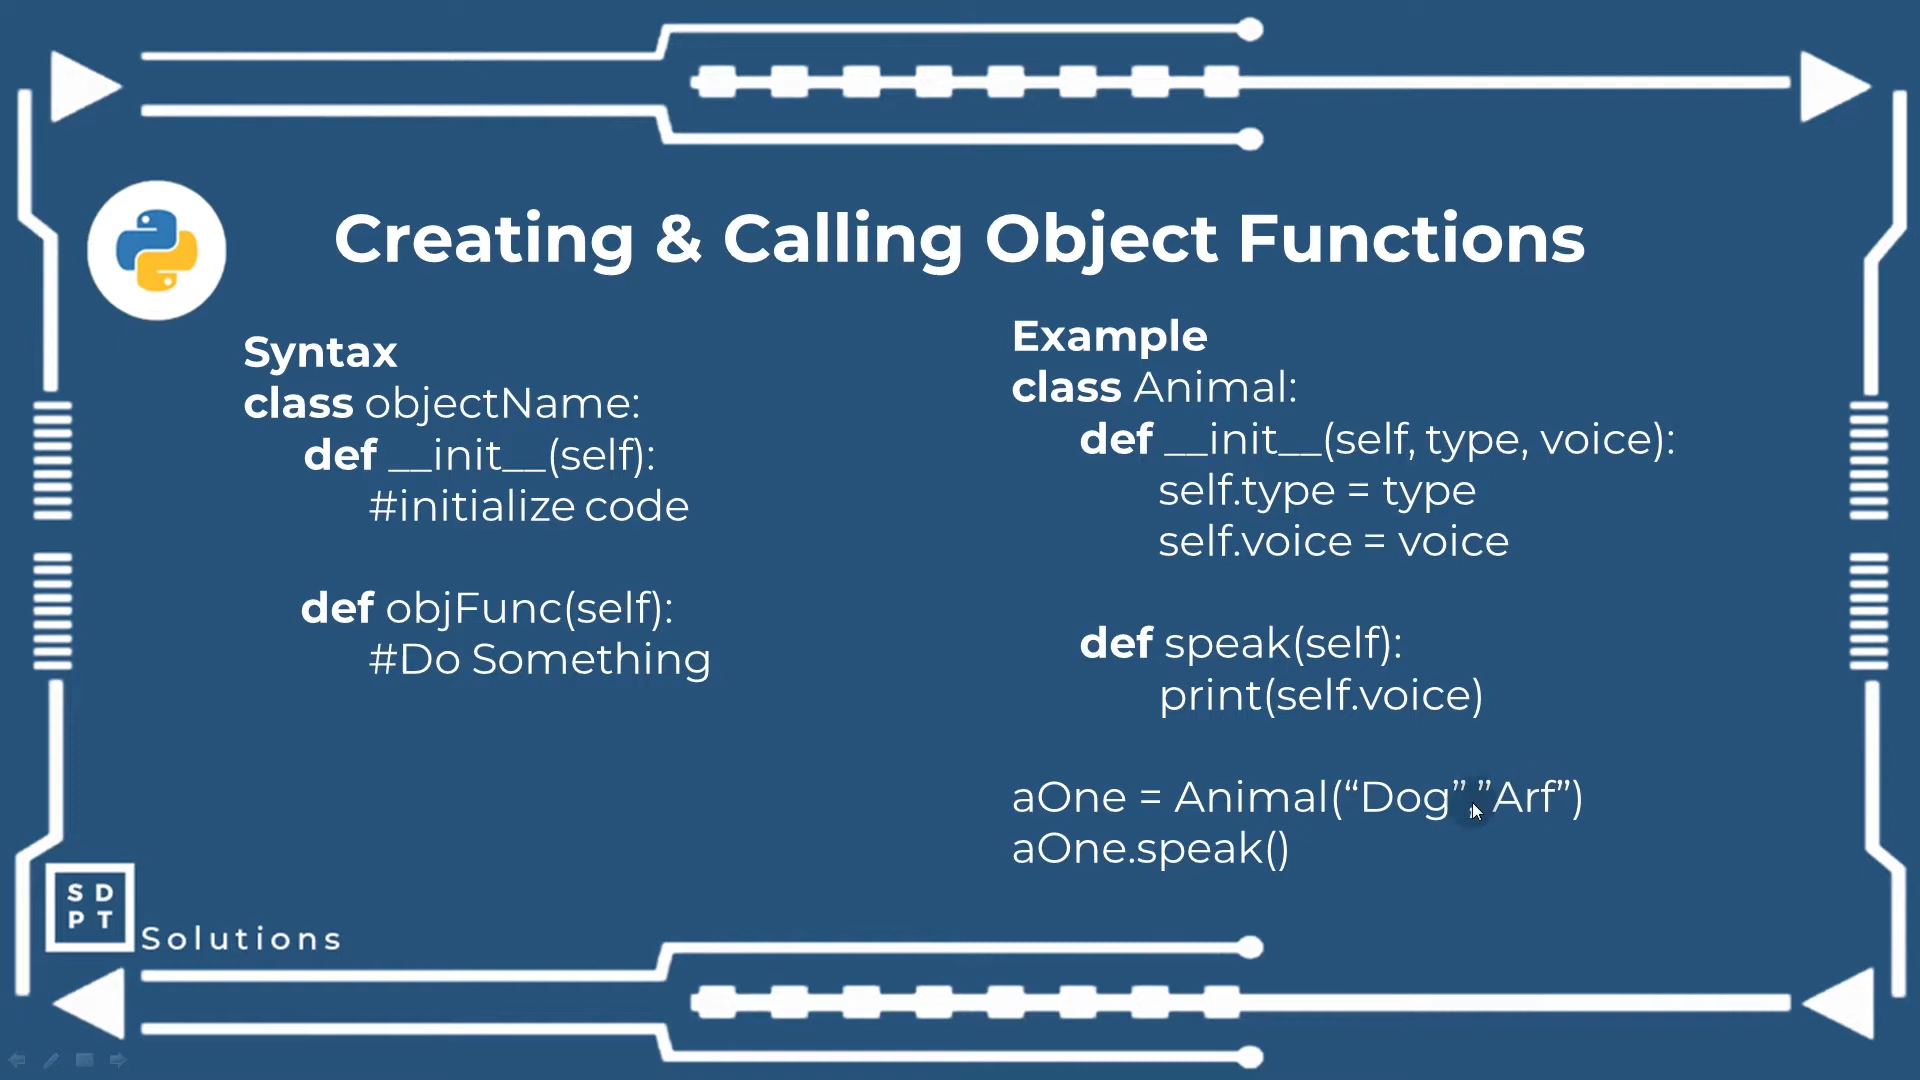 Creating & Calling Object Functions
Syntax
class objectName:
def __init__(self):
#initialize code
def objFunc(self):
#Do Something
Example
class Animal:
def __init__(self, type, voice):
self.type = type
self.voice = voice
def speak(self):
print(self.voice)
aOne = Animal(“Dog”,”Arf”)
aOne.speak()
S D
P T
Solutions